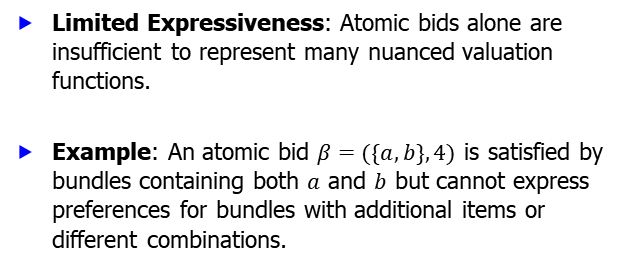 ▶ Limited Expressiveness: Atomic bids alone are
insufficient to represent many nuanced valuation
functions.
▶ Example: An atomic bid 𝛽 = ({𝑎, 𝑏}, 4) is satisfied by
bundles containing both 𝑎 and 𝑏 but cannot express
preferences for bundles with additional items or
different combinations.